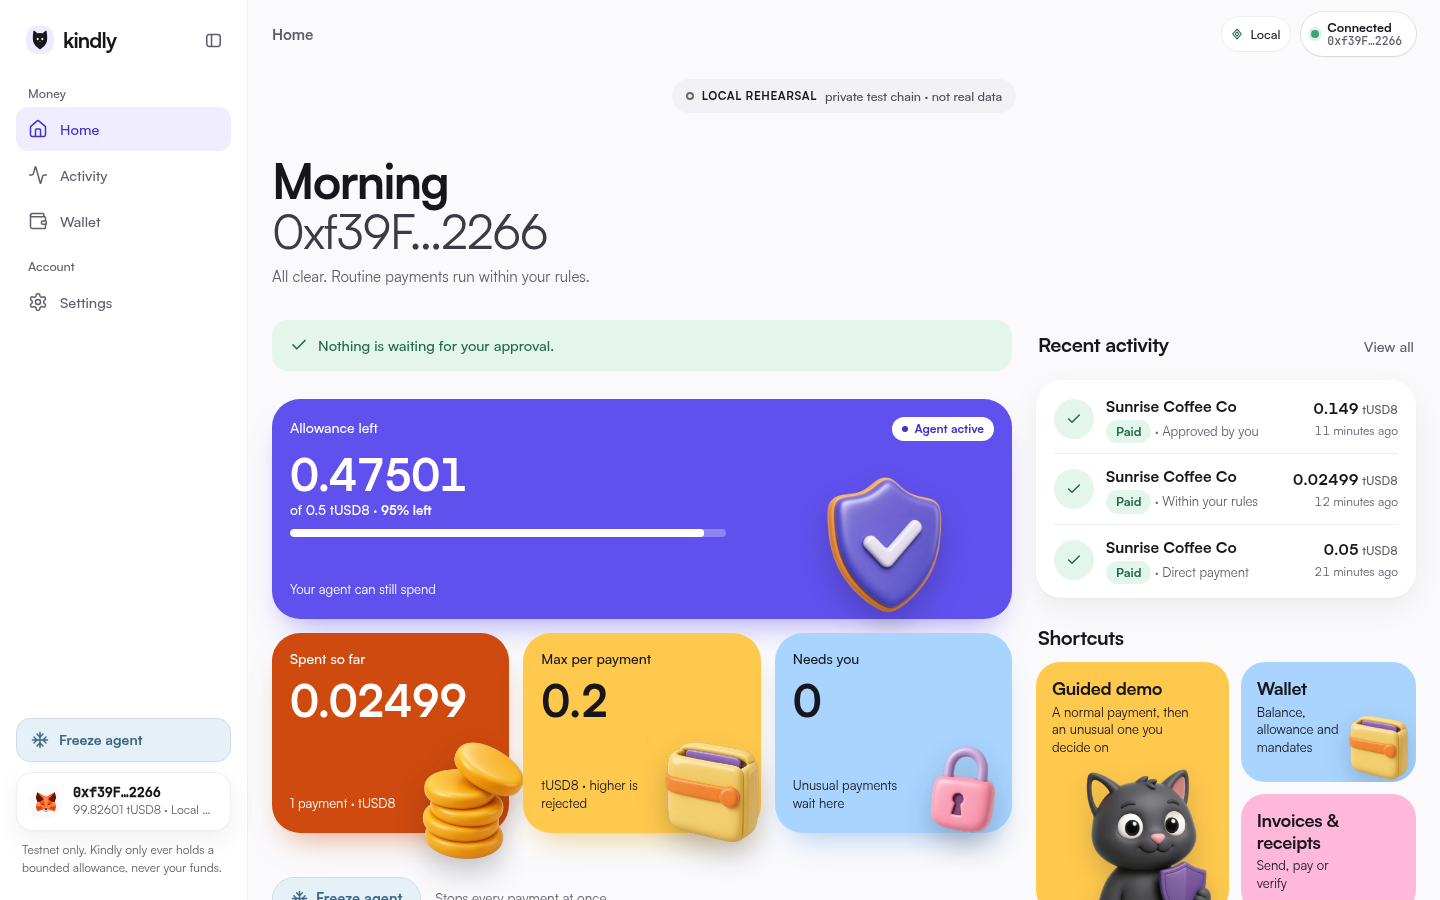 kindly
Money
Home
Activity
Wallet
Account
Settings
Freeze agent
0xf39F…2266
99.82601 tUSD8 · Local …
Testnet only. Kindly only ever holds a
bounded allowance, never your funds.
Home
Local
Connected
0xf39F…2266
LOCAL REHEARSAL private test chain · not real data
Morning
0xf39F…2266
All clear. Routine payments run within your rules.
Nothing is waiting for your approval.
Allowance left
Agent active
0.47501
of 0.5 tUSD8 · 95% left
Your agent can still spend
Spent so far
0.02499
1 payment · tUSD8
Max per payment
0.2
tUSD8 · higher is
rejected
Needs you
0
Unusual payments
wait here
Freeze agent
Stops every payment at once
Recent activity
View all
Sunrise Coffee Co
0.149 tUSD8
Paid · Approved by you
11 minutes ago
Sunrise Coffee Co
0.02499 tUSD8
Paid · Within your rules
12 minutes ago
Sunrise Coffee Co
0.05 tUSD8
Paid · Direct payment
21 minutes ago
Shortcuts
Guided demo
A normal payment, then
an unusual one you
decide on
Wallet
Balance,
allowance and
mandates
Invoices &
receipts
Send, pay or
verify